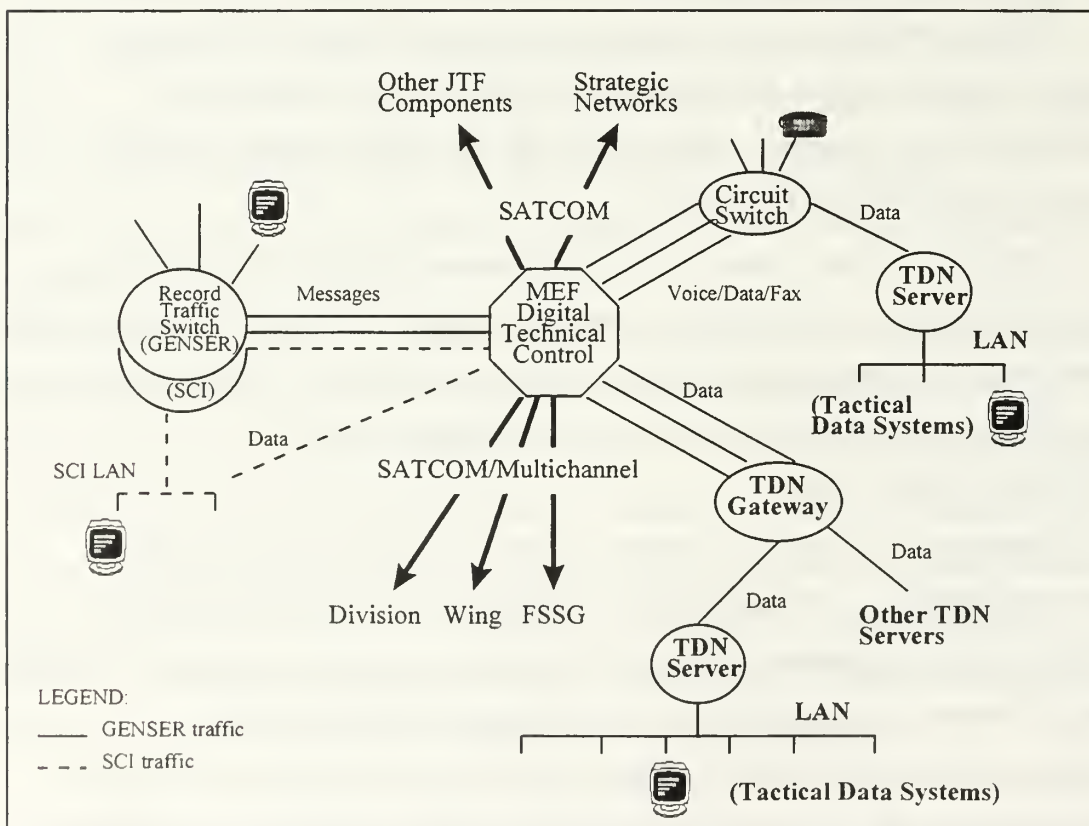 Other JTF
Components
Strategic
Networks
SATCOM
Circuit
Switch
Data
TDN
Server
LAN
(Tactical
Data Systems)
Record
Traffic
Switch
(GENSER)
(SCI)
Messages
MEF
Digital
Technical
Control
Voice/Data/Fax
Data
SCI LAN
Data
SATCOM/Multichannel
TDN
Gateway
Data
Data
Division Wing FSSG
Other TDN
Servers
TDN
Server
LAN
(Tactical Data Systems)
LEGEND:
GENSER traffic
SCI traffic